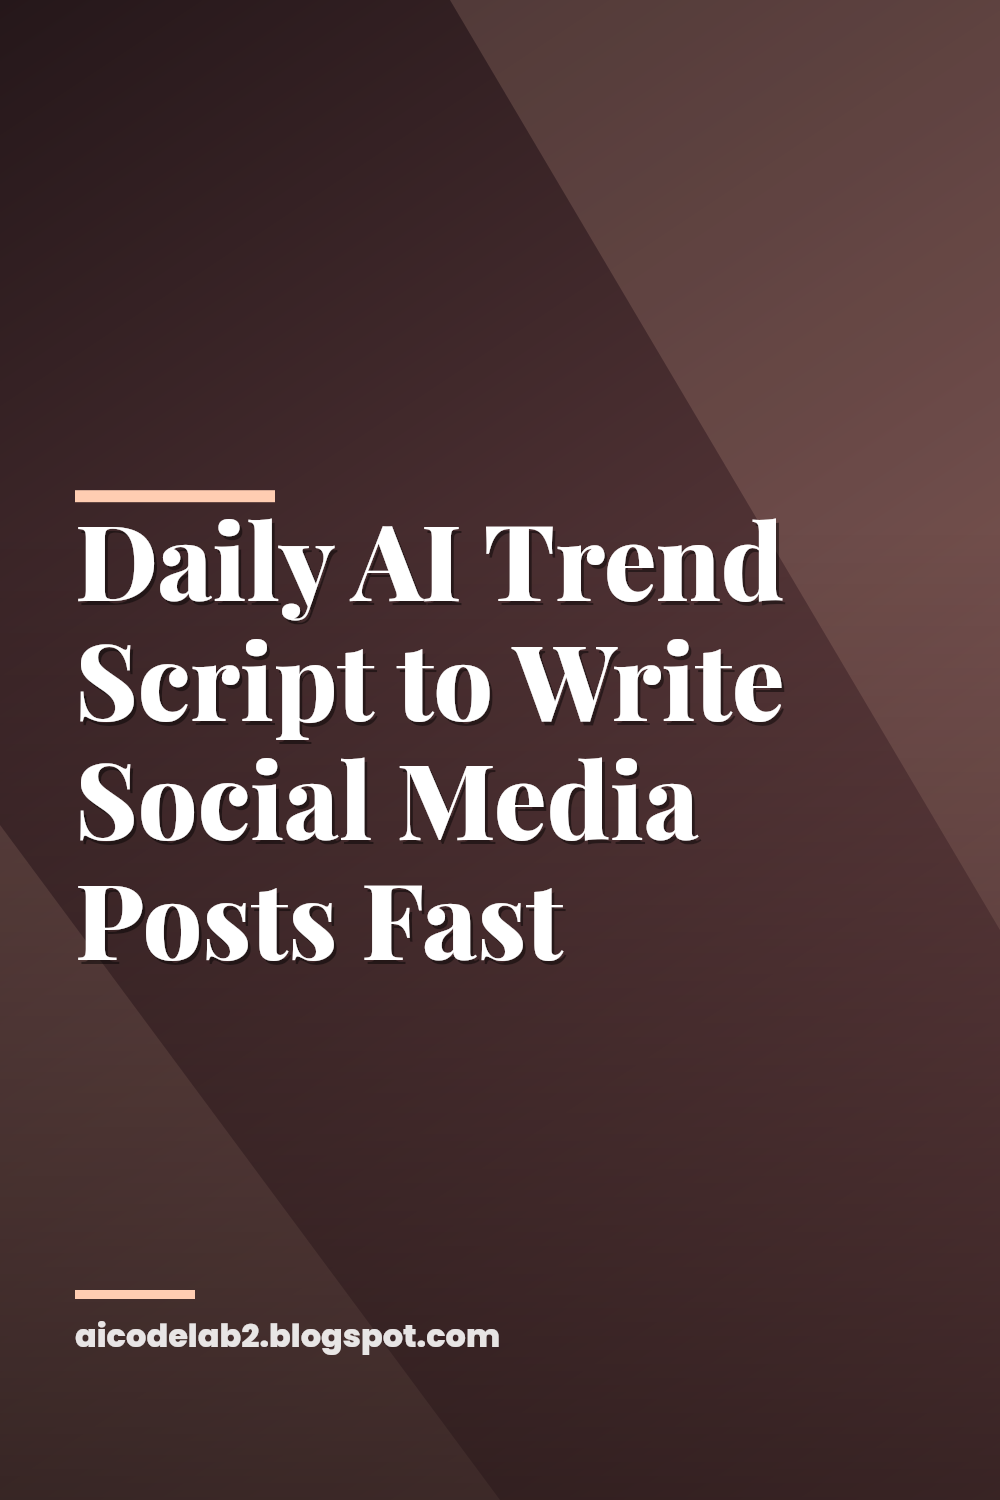 Daily AI Trend
Script to Write
Social Media
Posts Fast
aicodelab2.blogspot.com